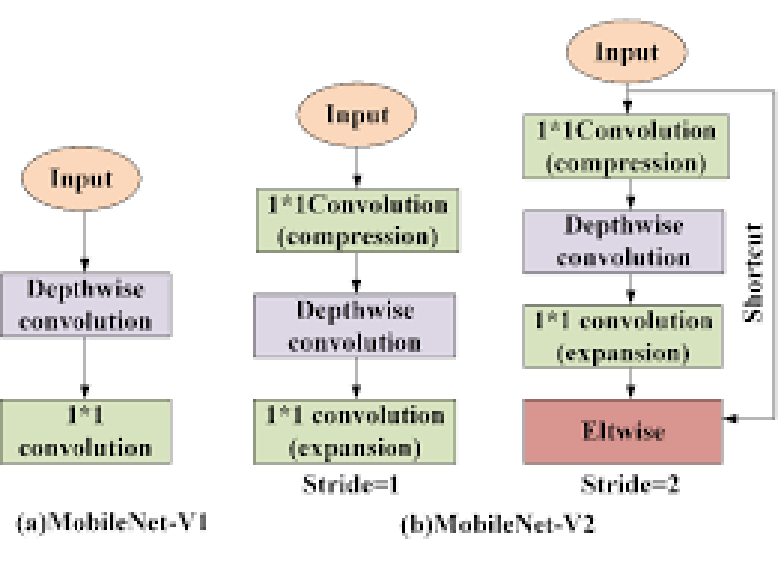 Input
Depthwise
convolution
1*1
convolution
(a)MobileNet-V1
Input
1*1Convolution
(compression)
Depthwise
convolution
1*1 convolution
(expansion)
Stride=1
Input
1*1Convolution
(compression)
Depthwise
convolution
1*1 convolution
(expansion)
Eltwise
Shortcut
Stride=2
(b)MobileNet-V2